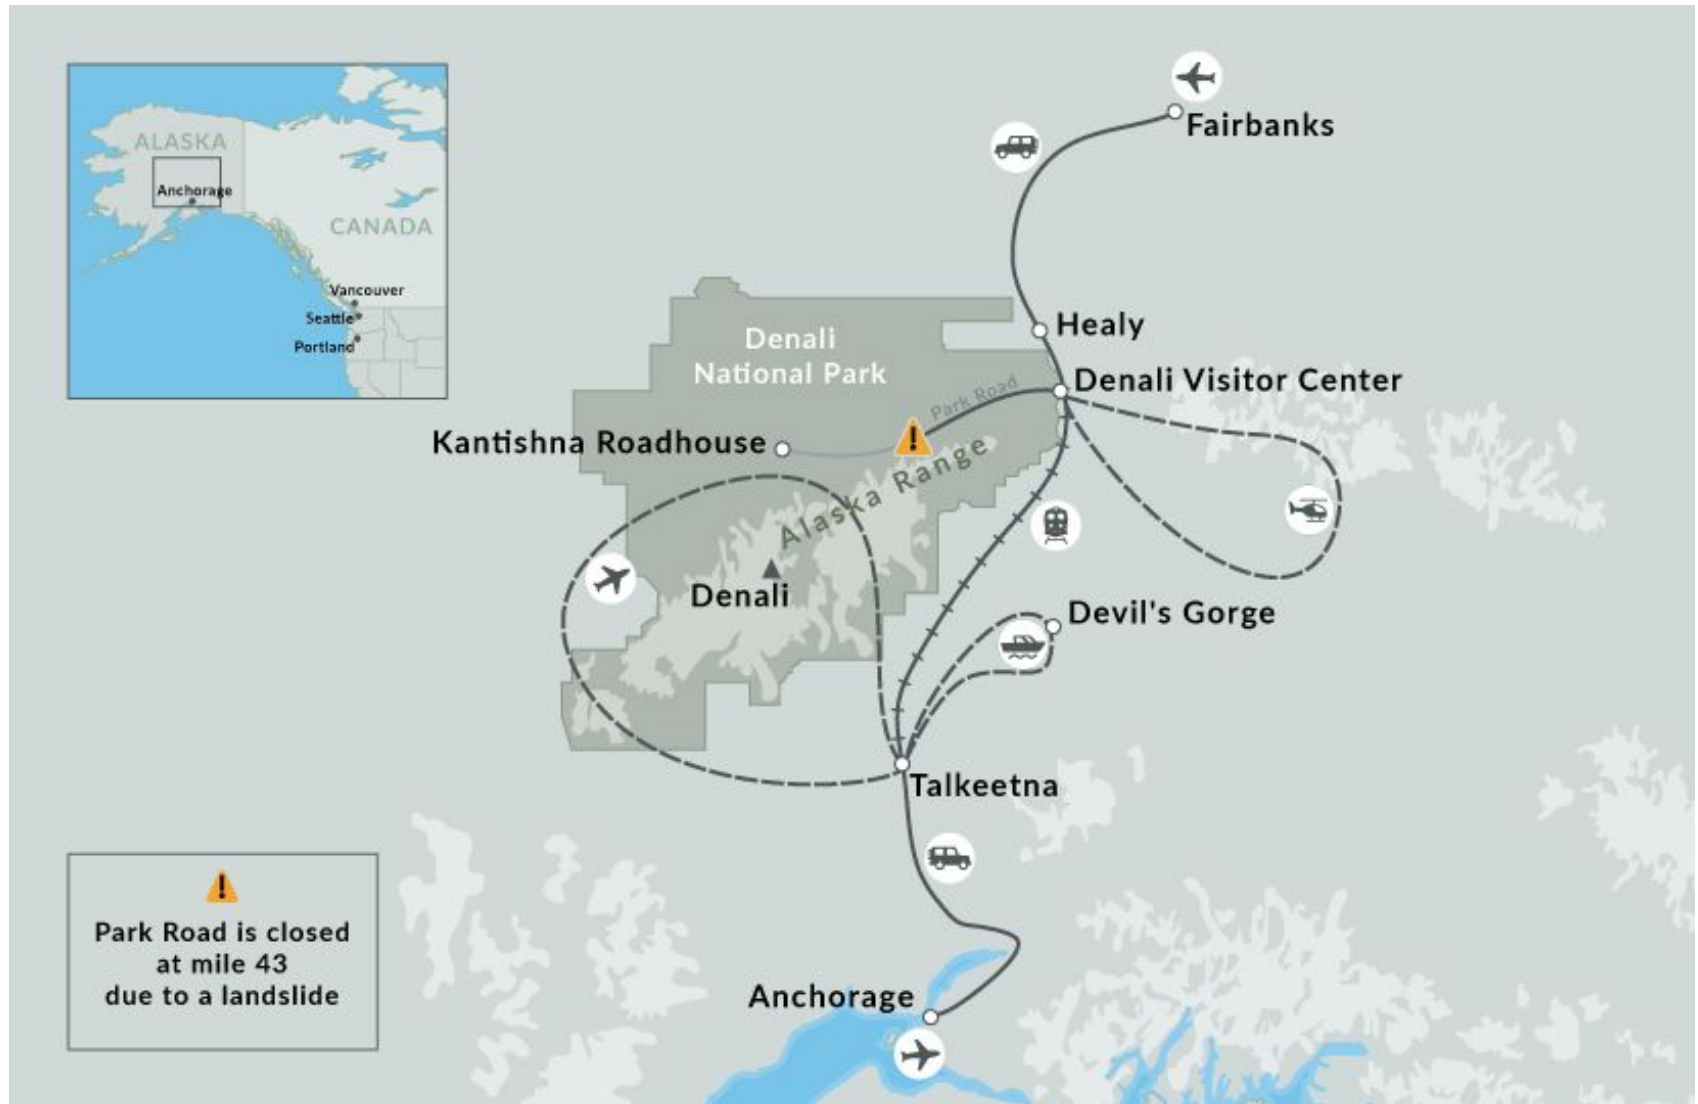 ALASKA
Anchorage
CANADA
Vancouver
Seattle
Portland
Fairbanks
Healy
Denali
National Park
Park Road
Denali Visitor Center
Kantishna Roadhouse
Alaska Range
Denali
Devil's Gorge
Talkeetna
Anchorage
!
!
Park Road is closed
at mile 43
due to a landslide